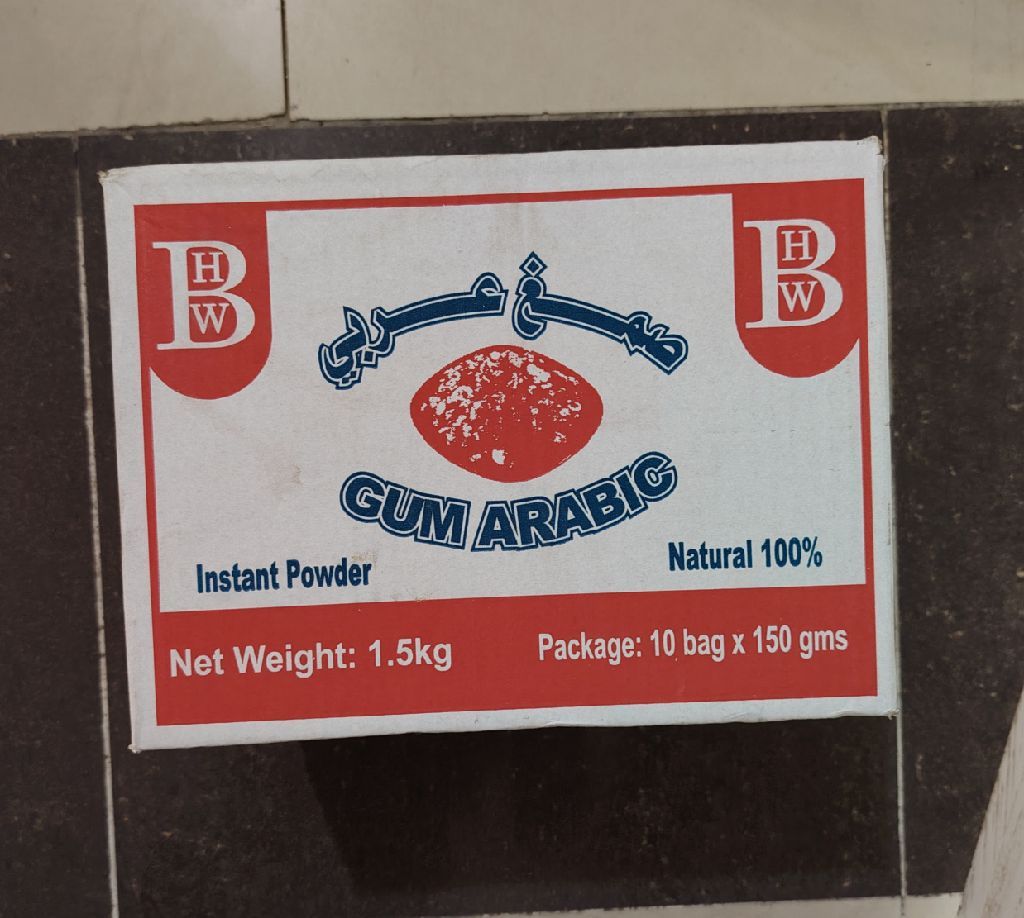 BHW
BHW
صمغ عربي
GUM ARABIC
Instant Powder
Natural 100%
Net Weight: 1.5kg
Package: 10 bag x 150 gms